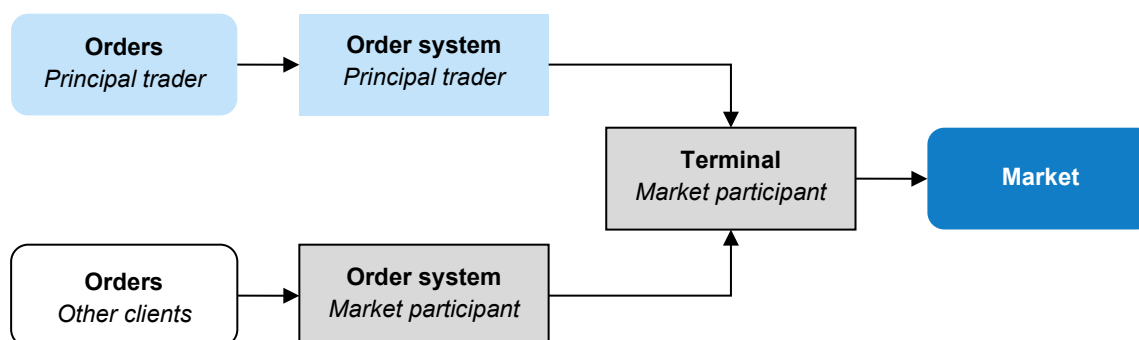 Orders
Principal trader
Order system
Principal trader
Terminal
Market participant
Market
Orders
Other clients
Order system
Market participant